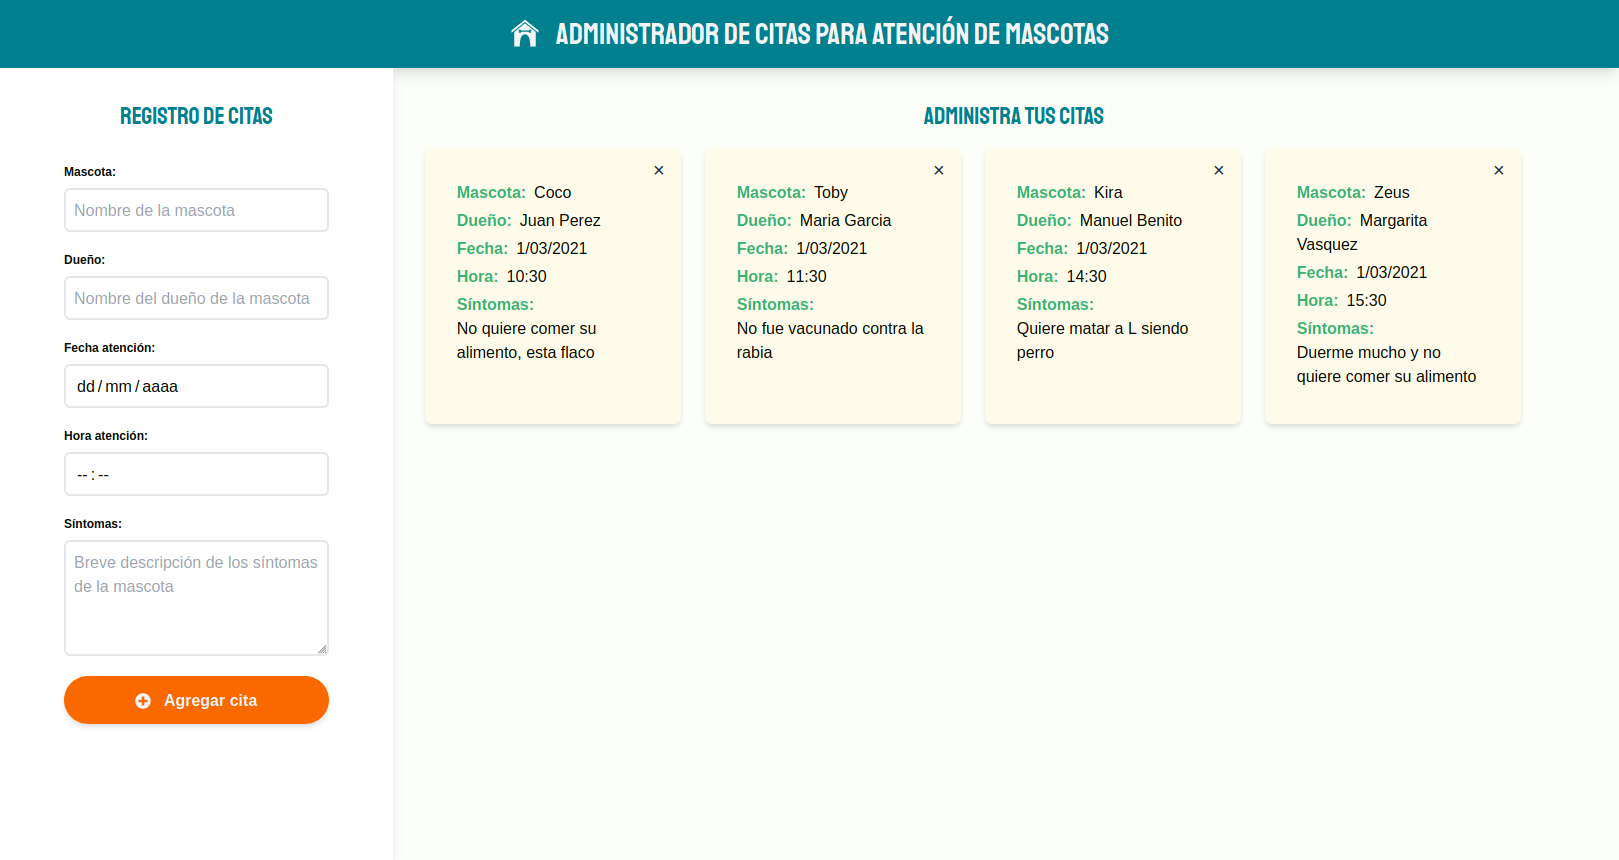 ADMINISTRADOR DE CITAS PARA ATENCIÓN DE MASCOTAS
REGISTRO DE CITAS
Mascota:
Nombre de la mascota
Dueño:
Nombre del dueño de la mascota
Fecha atención:
dd/mm/aaaa
Hora atención:
--:--
Síntomas:
Breve descripción de los síntomas
de la mascota
Agregar cita
ADMINISTRA TUS CITAS
×
Mascota: Coco
Dueño: Juan Perez
Fecha: 1/03/2021
Hora: 10:30
Síntomas:
No quiere comer su
alimento, esta flaco
×
Mascota: Toby
Dueño: Maria Garcia
Fecha: 1/03/2021
Hora: 11:30
Síntomas:
No fue vacunado contra la
rabia
×
Mascota: Kira
Dueño: Manuel Benito
Fecha: 1/03/2021
Hora: 14:30
Síntomas:
Quiere matar a L siendo
perro
×
Mascota: Zeus
Dueño: Margarita
Vasquez
Fecha: 1/03/2021
Hora: 15:30
Síntomas:
Duerme mucho y no
quiere comer su alimento